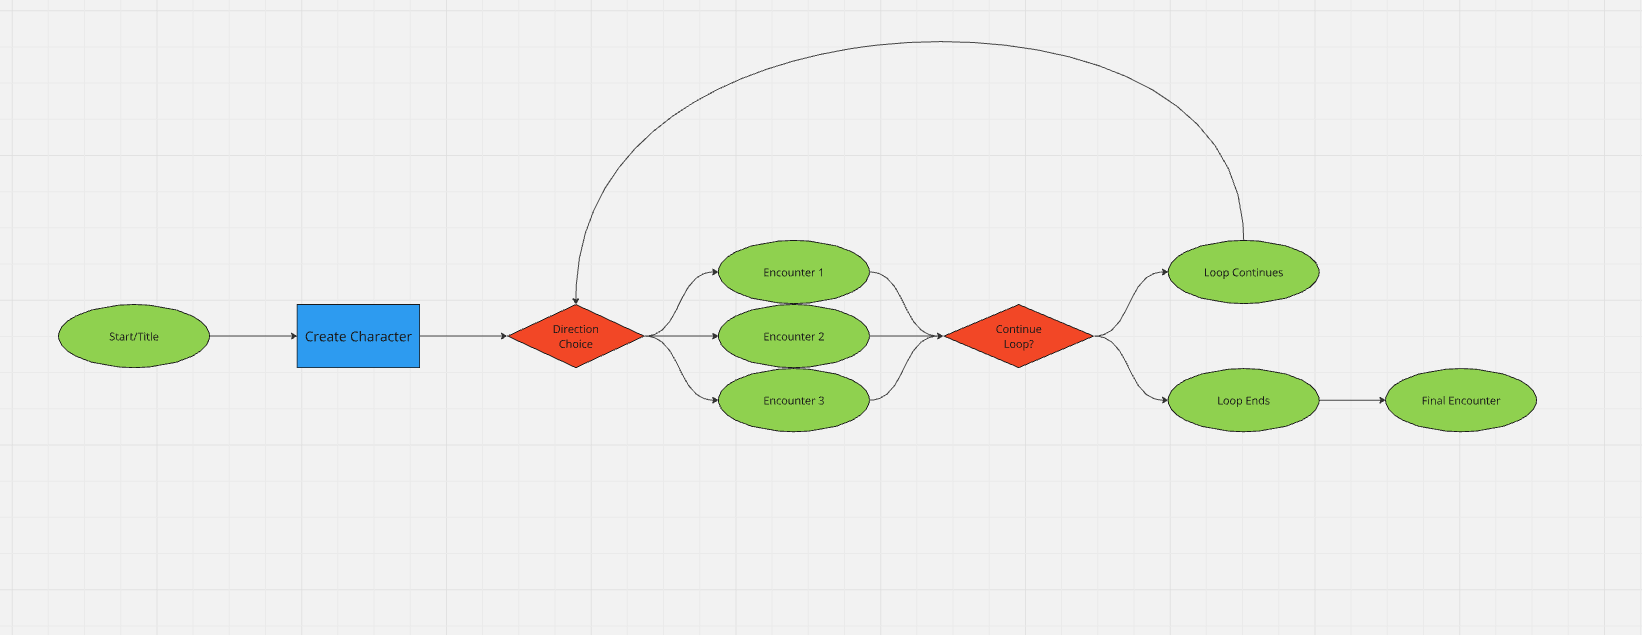 Start/Title
Create Character
Direction
Choice
Encounter 1
Encounter 2
Encounter 3
Continue
Loop?
Loop Continues
Loop Ends
Final Encounter